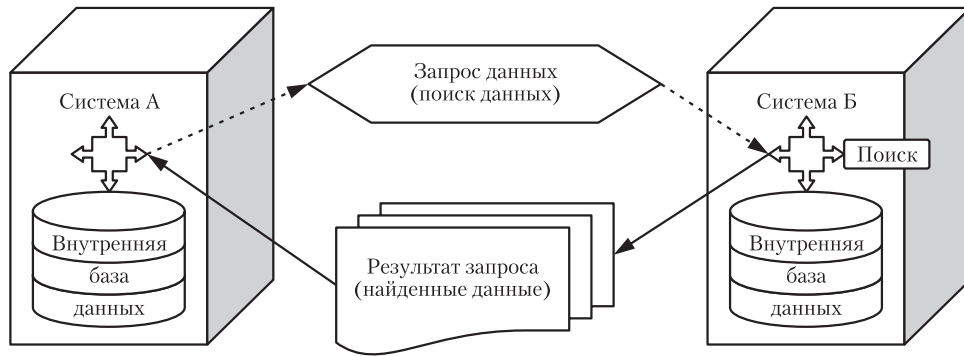 Система А
Внутренняя
база
данных
Запрос данных
(поиск данных)
Результат запроса
(найденные данные)
Система Б
Поиск
Внутренняя
база
данных